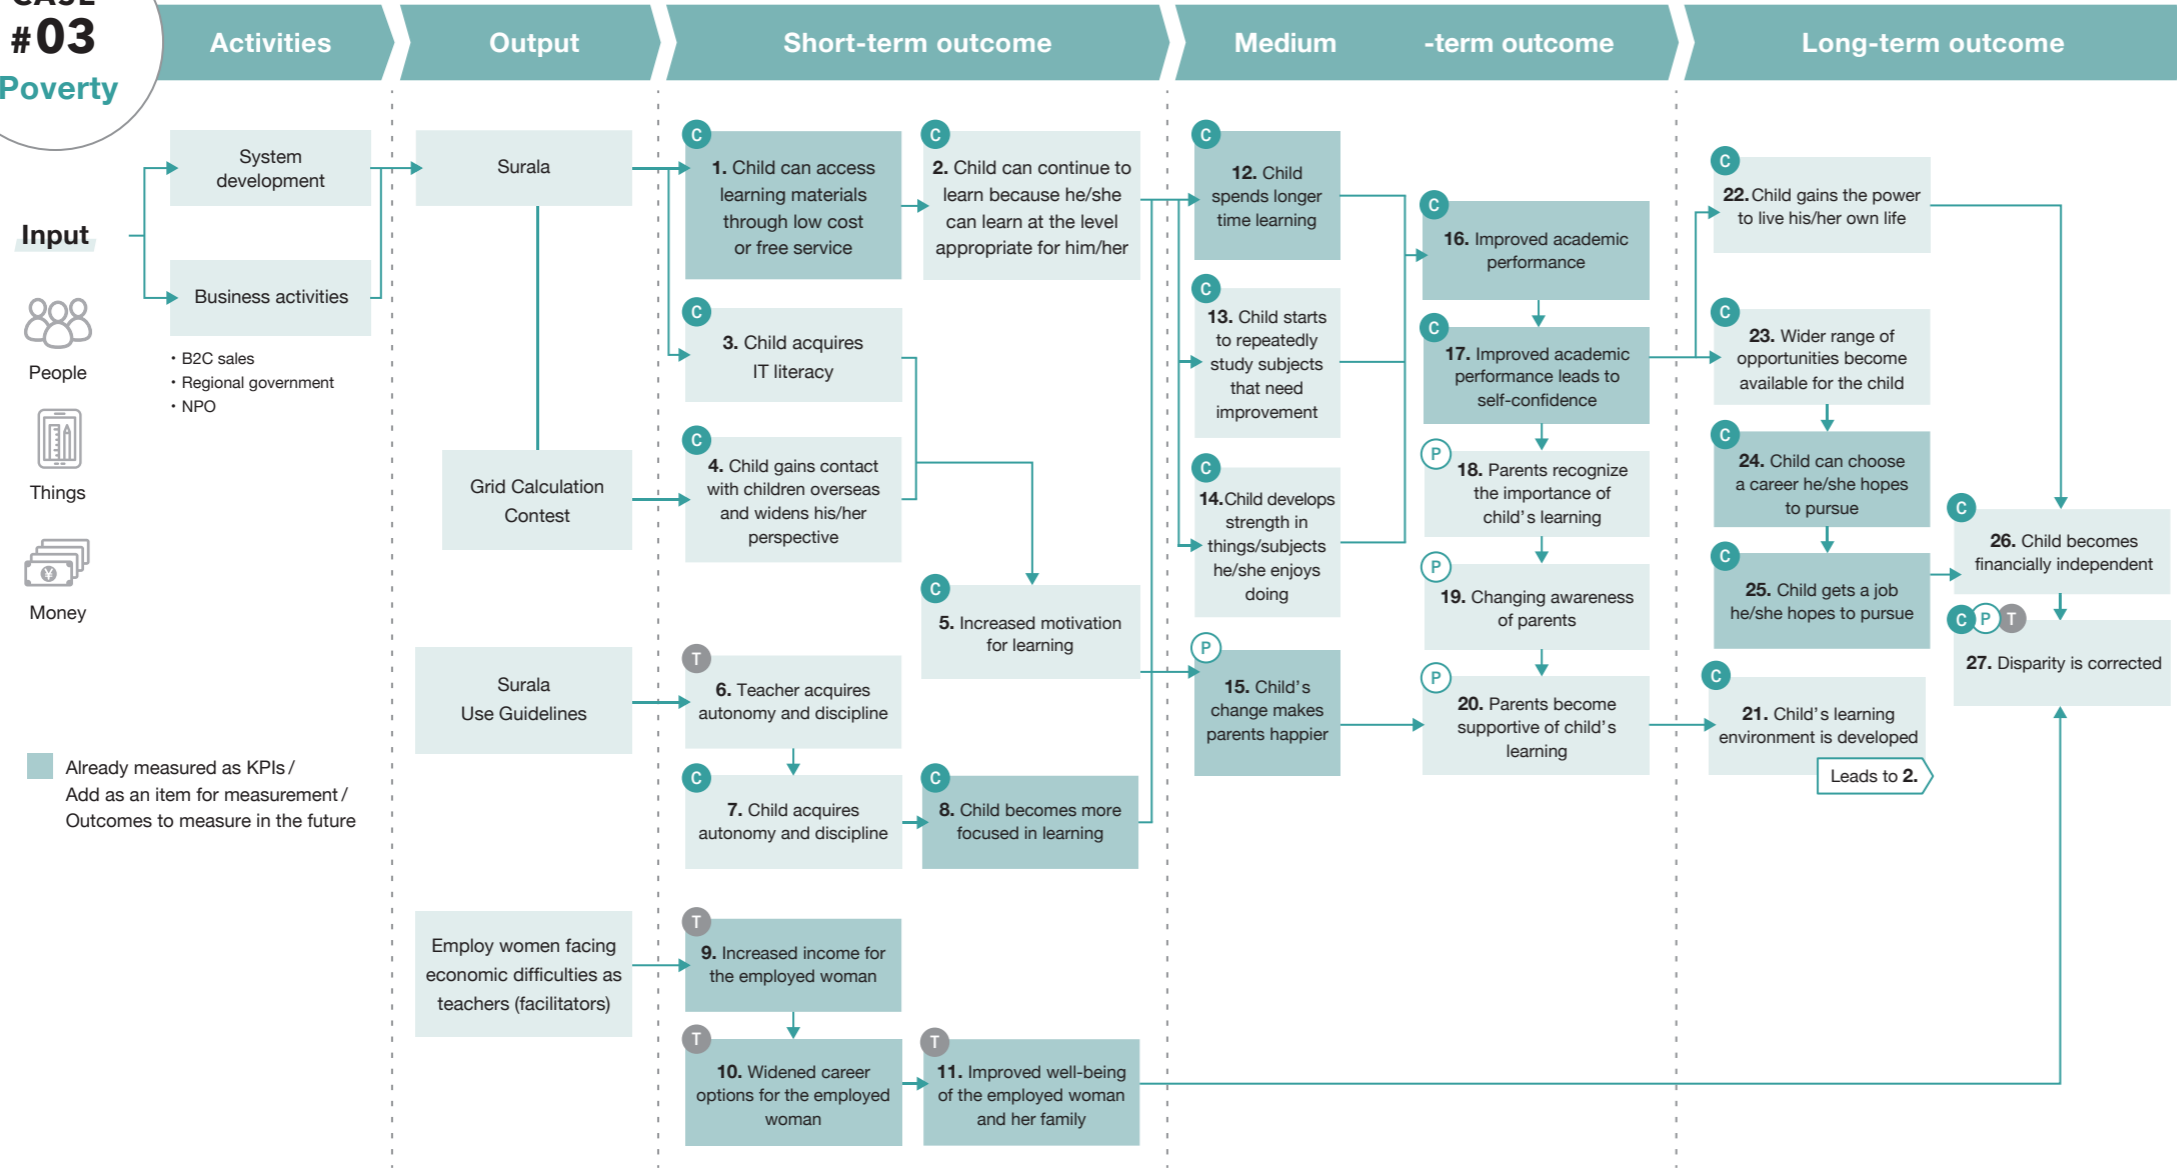 CASE
#03
Poverty
Activities
Output
Short-term outcome
Medium
-term outcome
Long-term outcome
Input
People
Things
Money
System
development
Business activities
・B2C sales
・Regional government
・NPO
Already measured as KPIs /
Add as an item for measurement /
Outcomes to measure in the future
Surala
Grid Calculation
Contest
Surala
Use Guidelines
Employ women facing
economic difficulties as
teachers (facilitators)
C
1. Child can access
learning materials
through low cost
or free service
C
2. Child can continue to
learn because he/she
can learn at the level
appropriate for him/her
C
3. Child acquires
IT literacy
C
4. Child gains contact
with children overseas
and widens his/her
perspective
C
5. Increased motivation
for learning
T
6. Teacher acquires
autonomy and discipline
C
7. Child acquires
autonomy and discipline
C
8. Child becomes more
focused in learning
T
9. Increased income for
the employed woman
T
10. Widened career
options for the employed
woman
T
11. Improved well-being
of the employed woman
and her family
C
12. Child
spends longer
time learning
C
13. Child starts
to repeatedly
study subjects
that need
improvement
C
14. Child develops
strength in
things/subjects
he/she enjoys
doing
P
15. Child's
change makes
parents happier
C
16. Improved academic
performance
C
17. Improved academic
performance leads to
self-confidence
P
18. Parents recognize
the importance of
child's learning
P
19. Changing awareness
of parents
P
20. Parents become
supportive of child's
learning
C
21. Child's learning
environment is developed
Leads to 2.
C
22. Child gains the power
to live his/her own life
C
23. Wider range of
opportunities become
available for the child
C
24. Child can choose
a career he/she hopes
to pursue
C
25. Child gets a job
he/she hopes to pursue
C
26. Child becomes
financially independent
C P T
27. Disparity is corrected